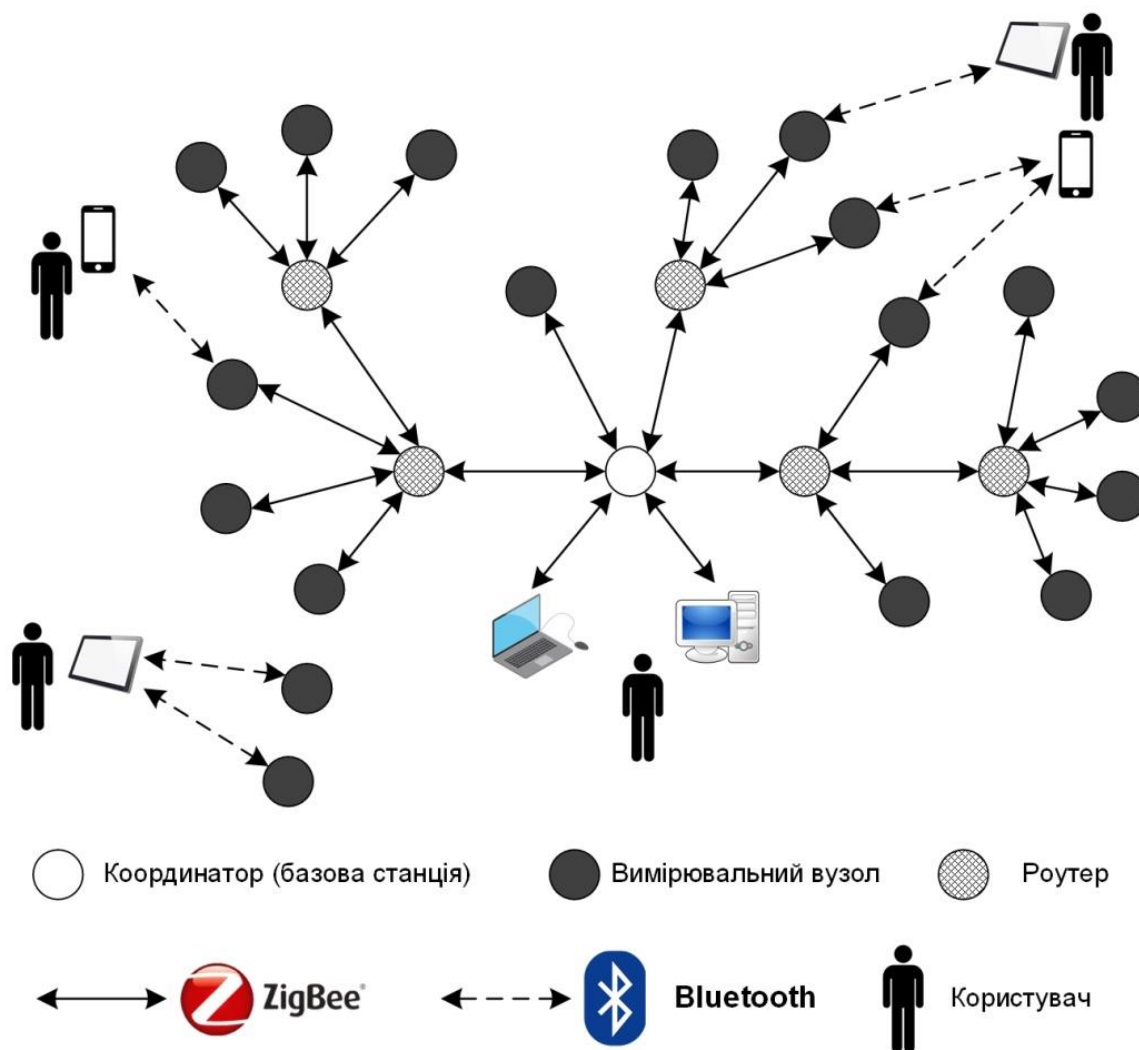 Координатор (базова станція)
Вимірювальний вузол
Роутер
ZigBee®
Bluetooth
Користувач